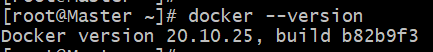 [root@Master ~]# docker --version
Docker version 20.10.25, build b82b9f3